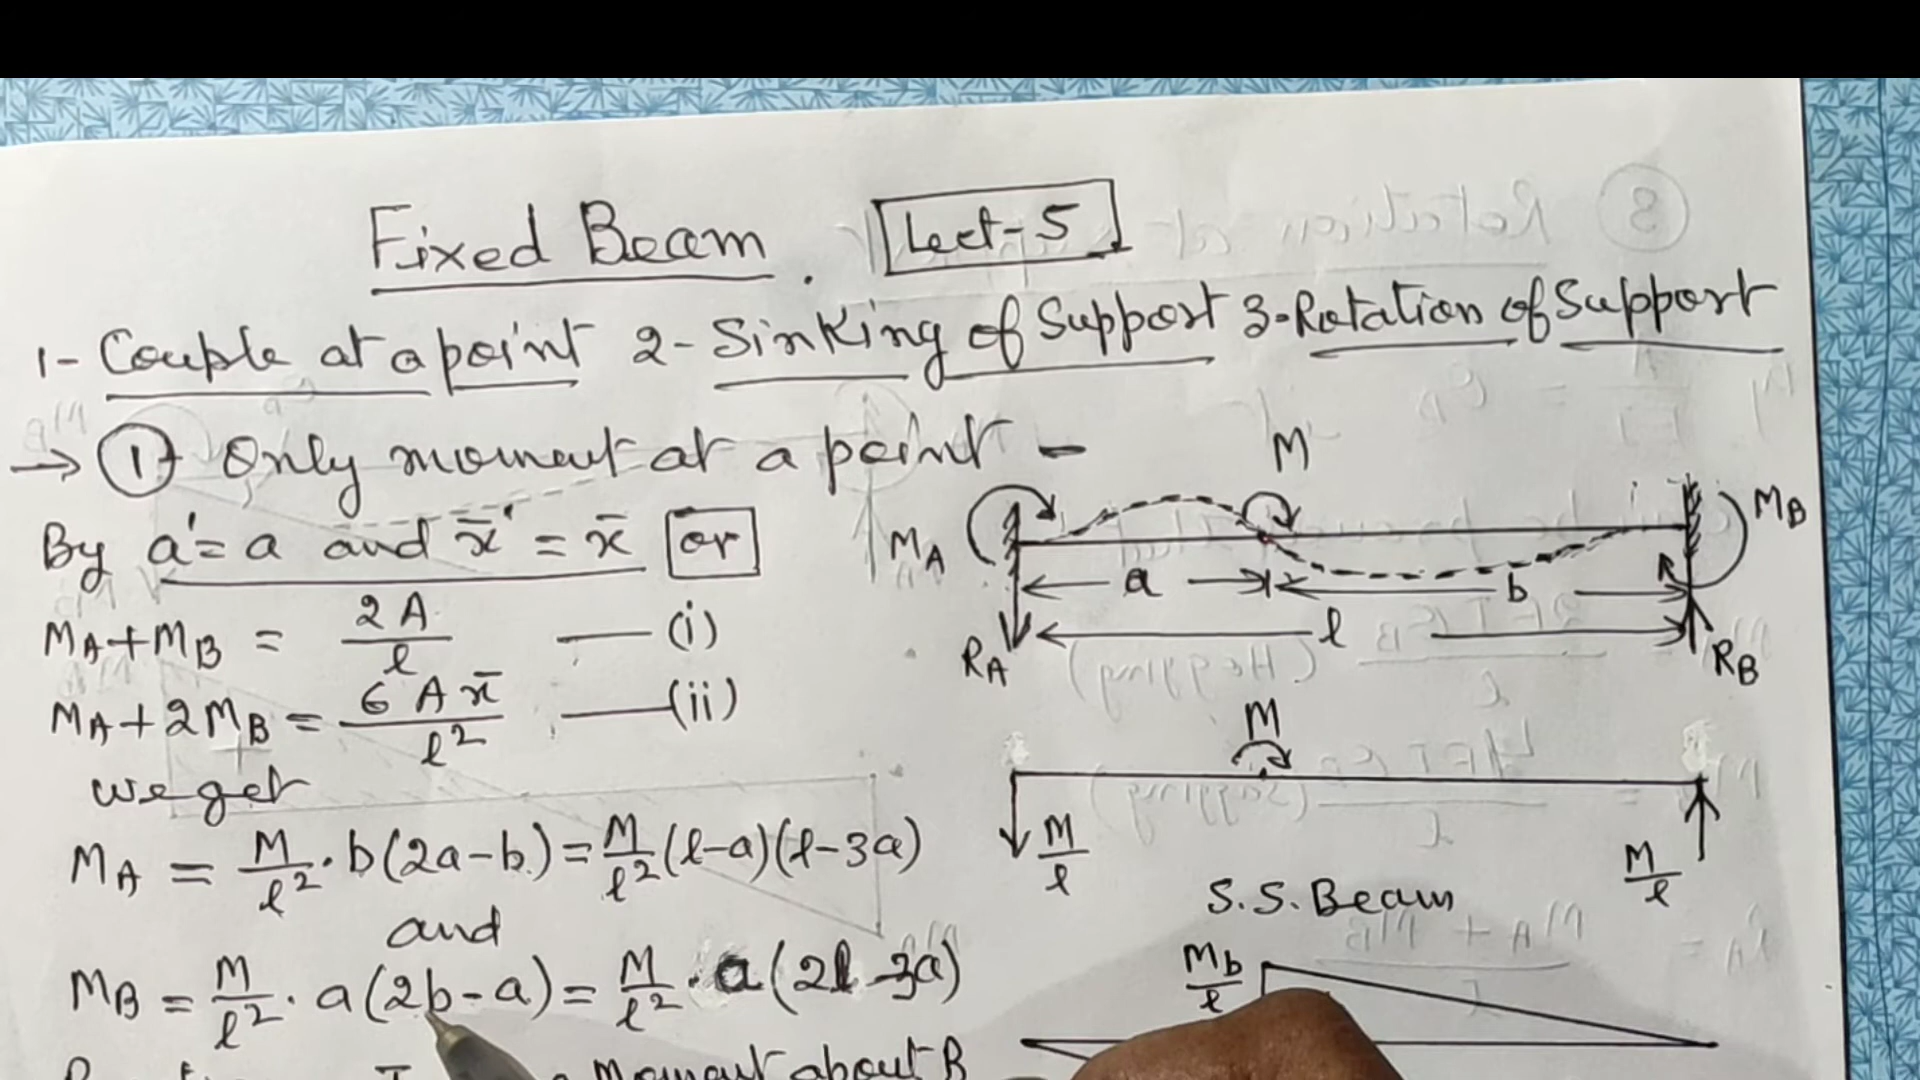 Fixed Beam. Lect-5
1- Couple at a point 2- Sinking of Support 3-Rotation of Support
→ 1 Only moment at a point -
By a' = a and x̄' = x̄ or
MA+MB = 2A/l —— (i)
MA+2MB = 6Ax̄/l² ——(ii)
we get
MA = M/l² · b(2a-b) = M/l² (l-a)(l-3a)
and
MB = M/l² · a(2b-a) = M/l² · a(2l-3a)
Moment about B
M
MA MB
a b
RA l RB
M
M/l M/l
S.S. Beam
Mb/l